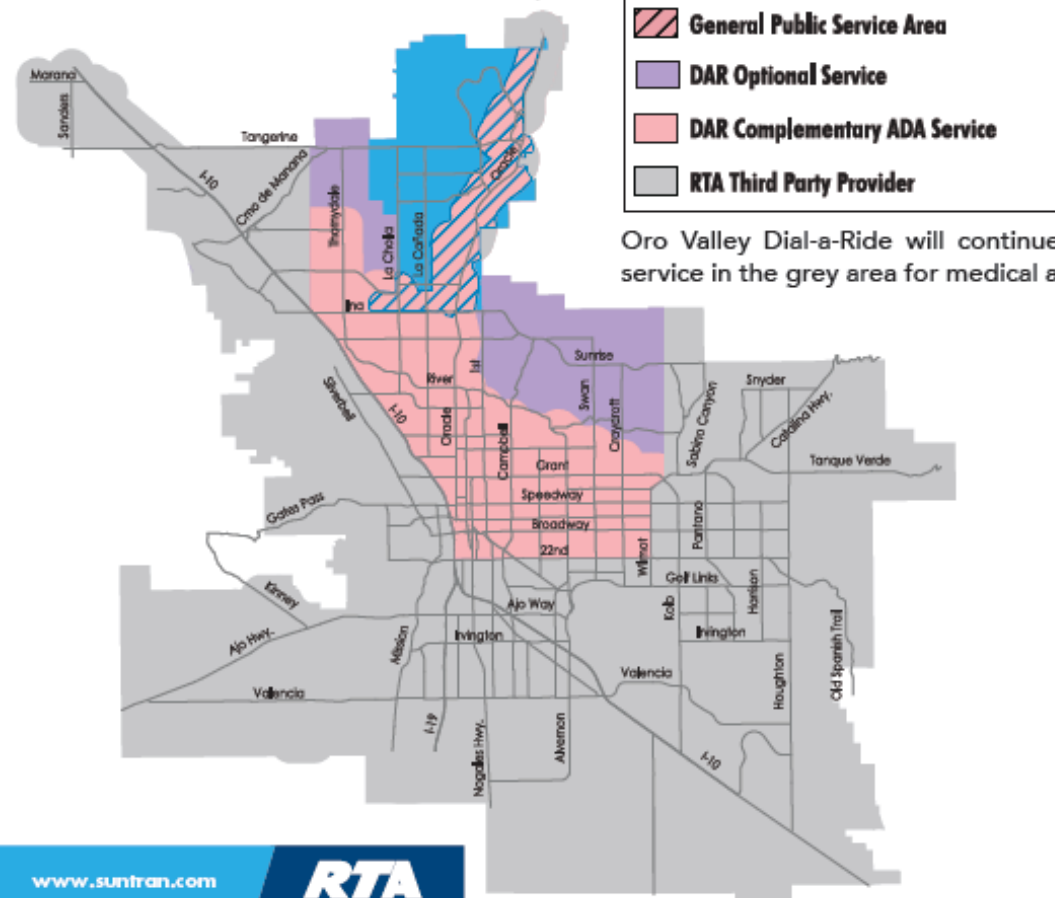 General Public Service Area
DAR Optional Service
DAR Complementary ADA Service
RTA Third Party Provider
Oro Valley Dial-a-Ride will continue
service in the grey area for medical a
Marana
Sanders
Tangerine
I-10
Cmo de Manana
Thornydale
La Cholla
La Cañada
Oracle
Ina
1st
Sunrise
River
Swan
Craycroft
Sabino Canyon
Snyder
Catalina Hwy.
Silverbell
I-10
Oracle
Campbell
Grant
Tanque Verde
Speedway
Gates Pass
Broadway
Pantano
22nd
Wilmot
Golf Links
Harrison
Kinney
Ajo Way
Kolb
Ajo Hwy.
Mission
Irvington
Irvington
Old Spanish Trail
Valencia
Houghton
Valencia
I-19
Nogales Hwy.
Alvernon
I-10
www.suntran.com
RTA